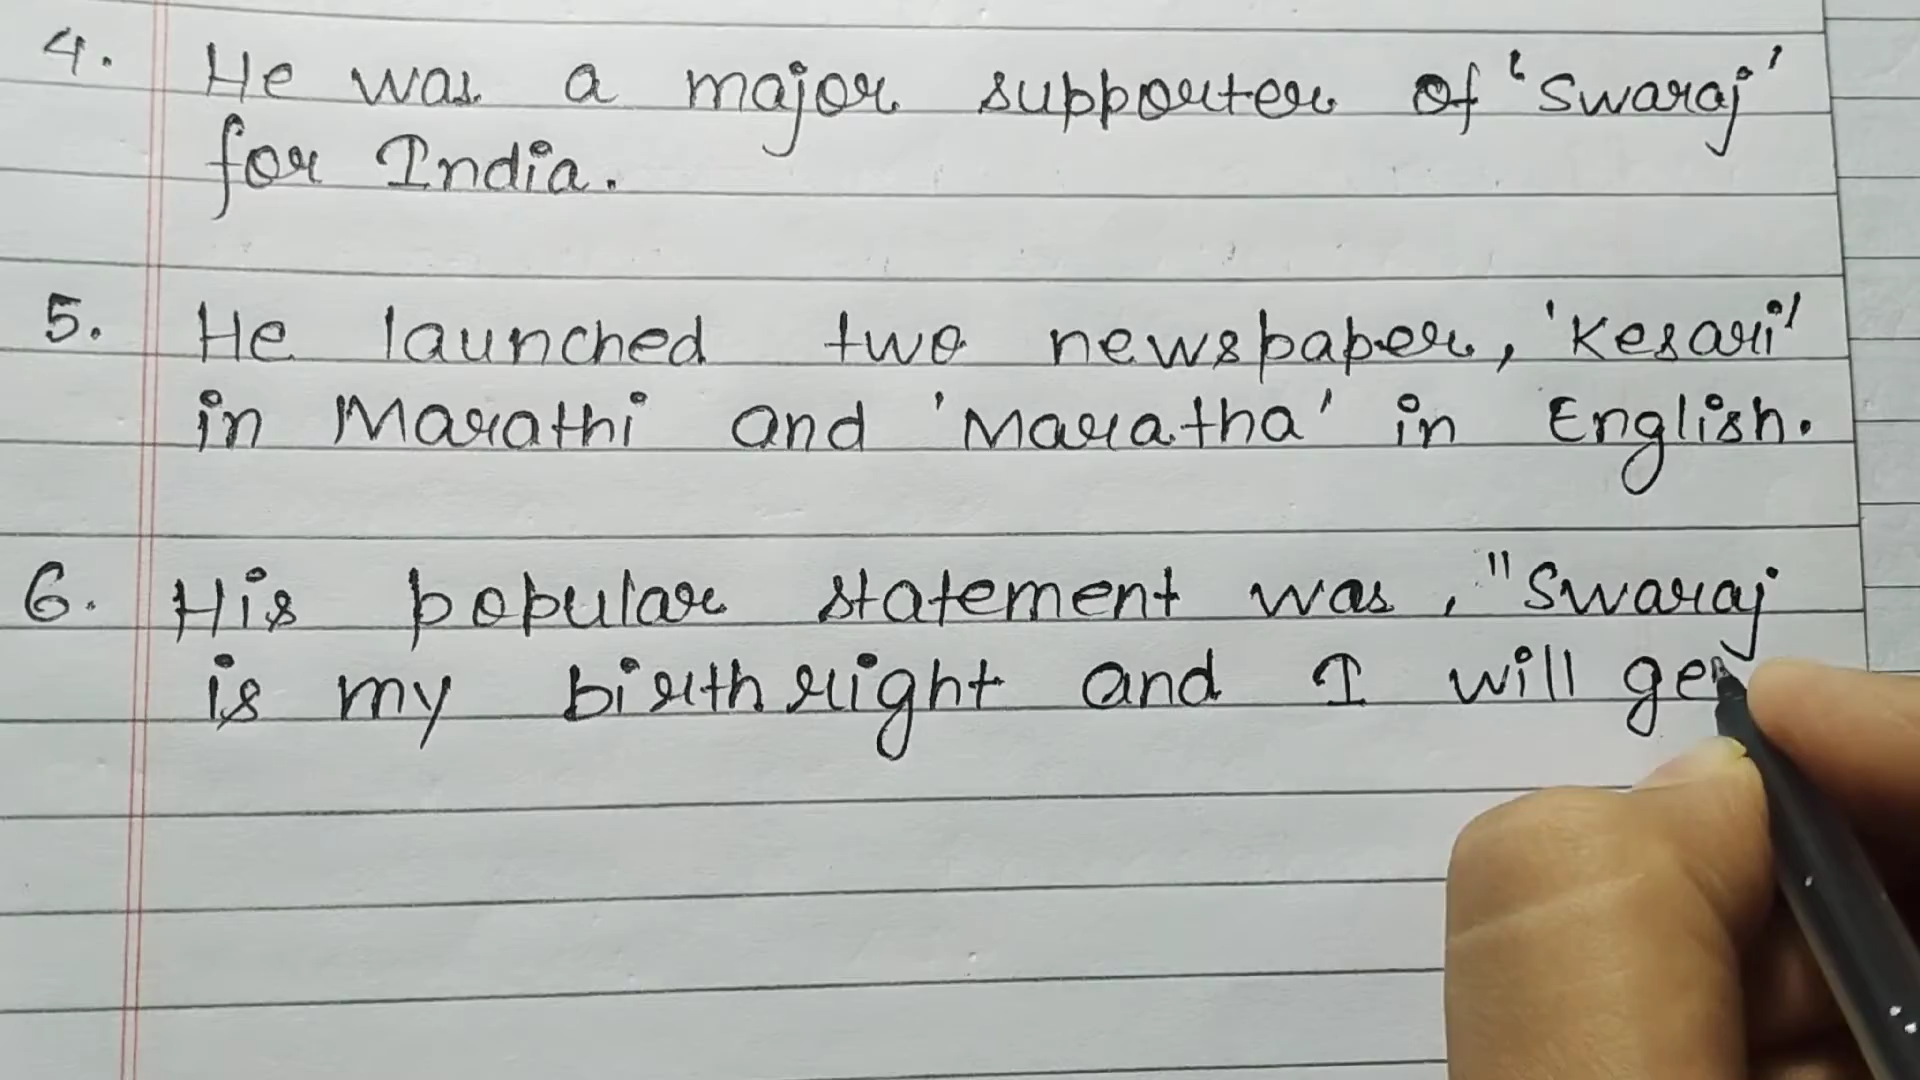 4. He was a major supporter of 'Swaraj'
for India.
5. He launched two newspaper, 'Kesari'
in Marathi and 'Maratha' in English.
6. His popular statement was, "Swaraj
is my birthright and I will